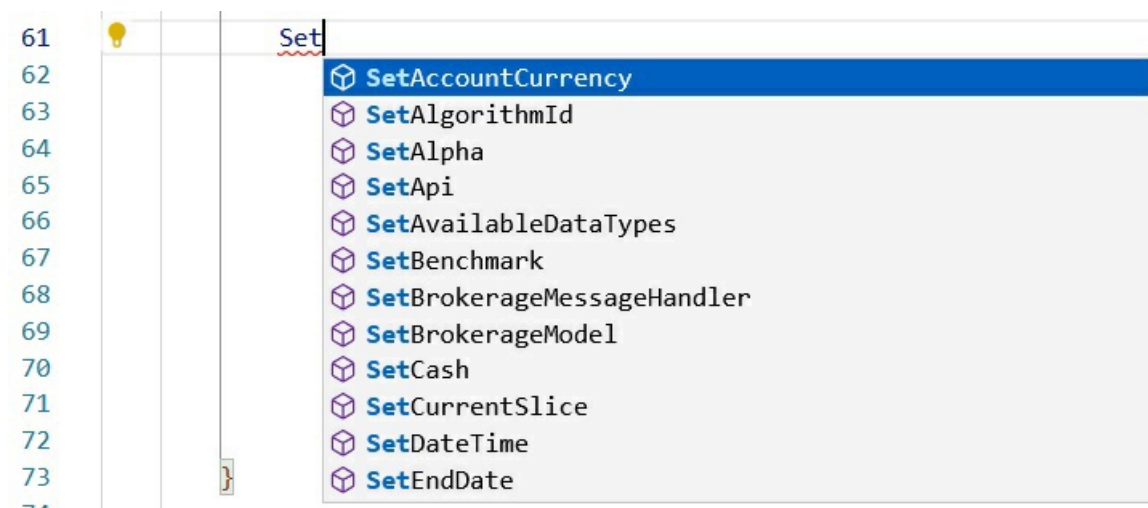 61 Set
62 SetAccountCurrency
63 SetAlgorithmId
64 SetAlpha
65 SetApi
66 SetAvailableDataTypes
67 SetBenchmark
68 SetBrokerageMessageHandler
69 SetBrokerageModel
70 SetCash
71 SetCurrentSlice
72 SetDateTime
73 } SetEndDate